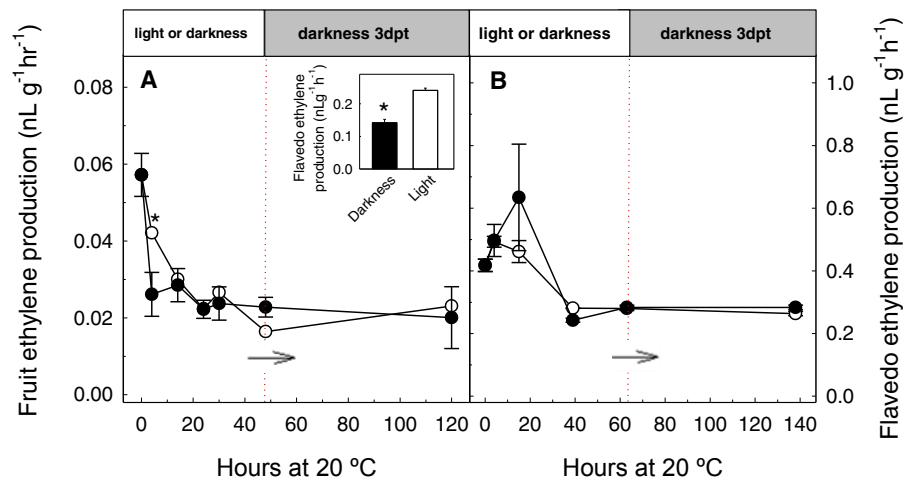 light or darkness
darkness 3dpt
light or darkness
darkness 3dpt
A
B
Fruit ethylene production (nL g⁻¹hr⁻¹)
0.08
0.06
0.04
0.02
0.00
Flavedo ethylene
production (nLg⁻¹h⁻¹)
0.2
0.1
0.0
*
Darkness
Light
*
1.0
0.8
0.6
0.4
0.2
0.0
Flavedo ethylene production (nL g⁻¹h⁻¹)
0 20 40 60 80 100 120
0 20 40 60 80 100 120 140
Hours at 20 ºC
Hours at 20 ºC